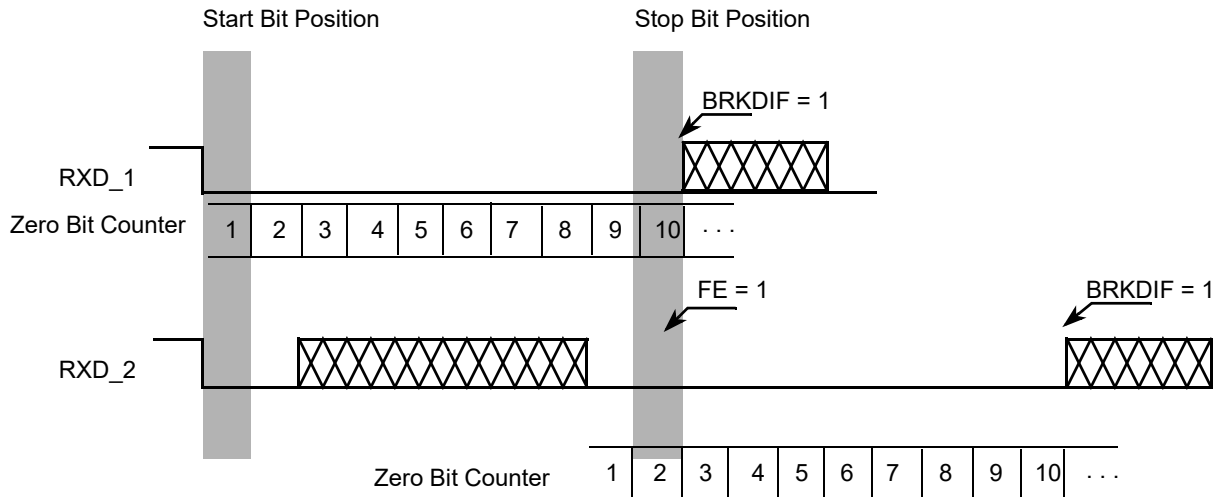 Start Bit Position Stop Bit Position
BRKDIF = 1
RXD_1
Zero Bit Counter 1 2 3 4 5 6 7 8 9 10 . . .
FE = 1 BRKDIF = 1
RXD_2
Zero Bit Counter 1 2 3 4 5 6 7 8 9 10 . . .